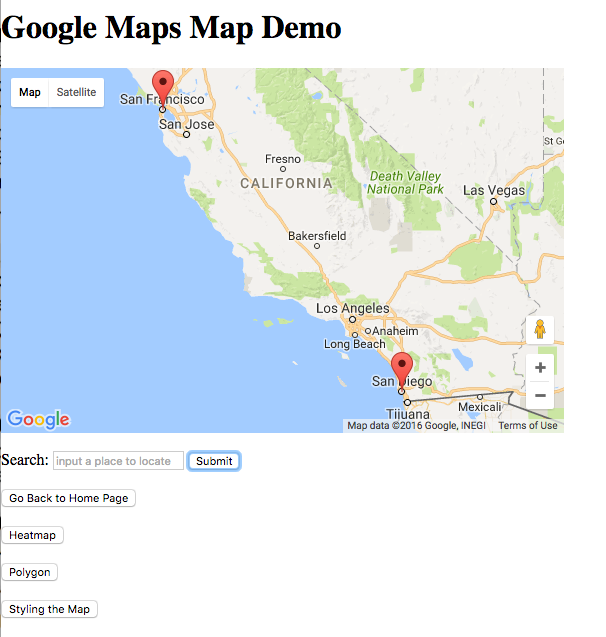 Google Maps Map Demo
Map Satellite
San Francisco
San Jose
St Ge
Fresno
CALIFORNIA
Death Valley
National Park
Las Vegas
Bakersfield
Los Angeles
Anaheim
Long Beach
San Diego
Tijuana
Mexicali
Google
Map data ©2016 Google, INEGI Terms of Use
Search: input a place to locate Submit
Go Back to Home Page
Heatmap
Polygon
Styling the Map